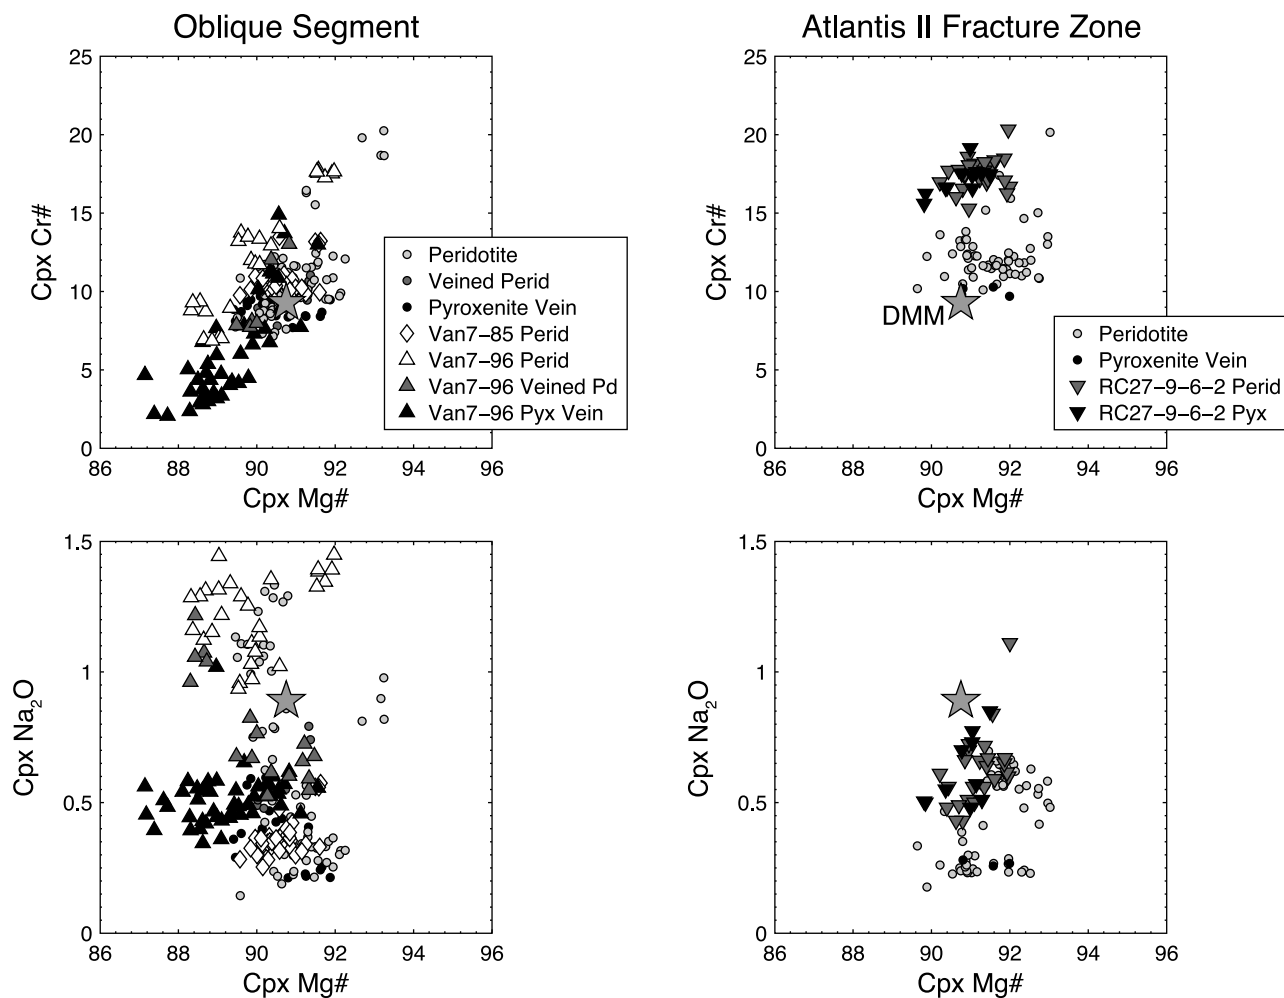 Oblique Segment
Atlantis II Fracture Zone
25
20
15
10
5
0
Cpx Cr#
86 88 90 92 94 96
Cpx Mg#
Peridotite
Veined Perid
Pyroxenite Vein
Van7−85 Perid
Van7−96 Perid
Van7−96 Veined Pd
Van7−96 Pyx Vein
25
20
15
10
5
0
Cpx Cr#
DMM
86 88 90 92 94 96
Cpx Mg#
Peridotite
Pyroxenite Vein
RC27−9−6−2 Perid
RC27−9−6−2 Pyx
1.5
1
0.5
0
Cpx Na₂O
86 88 90 92 94 96
Cpx Mg#
1.5
1
0.5
0
Cpx Na₂O
86 88 90 92 94 96
Cpx Mg#